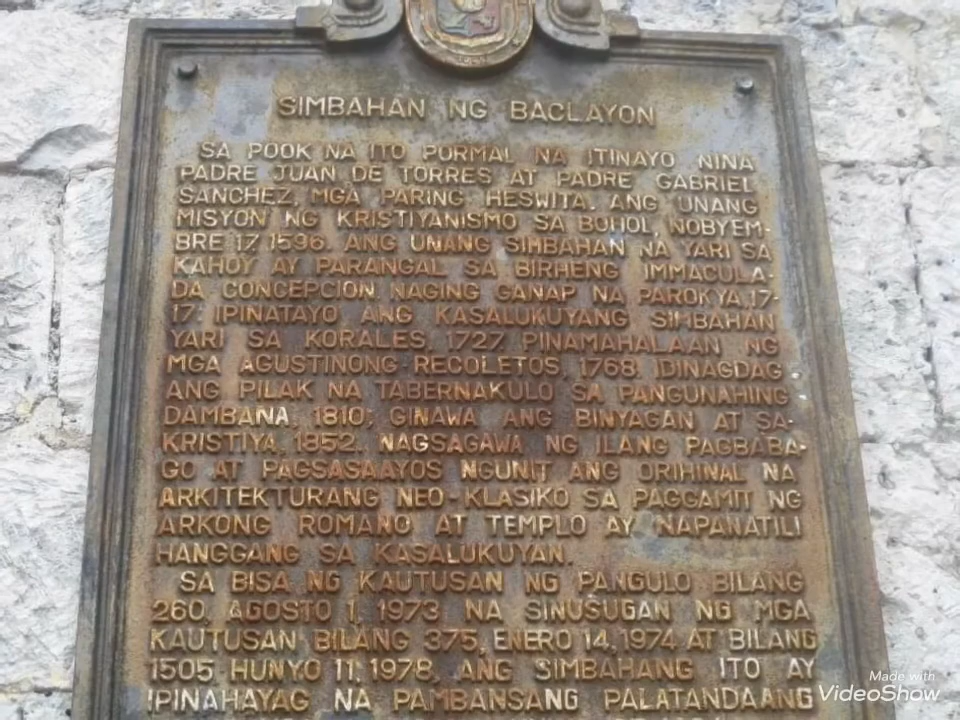 SIMBAHAN NG BACLAYON
SA POOK NA ITO PORMAL NA ITINAYO NINA
PADRE JUAN DE TORRES AT PADRE GABRIEL
SANCHEZ, MGA PARING HESWITA. ANG UNANG
MISYON NG KRISTIYANISMO SA BOHOL, NOBYEM-
BRE 17, 1596. ANG UNANG SIMBAHAN NA YARI SA
KAHOY AY PARANGAL SA BIRHENG IMMACULA-
DA CONCEPCION. NAGING GANAP NA PAROKYA, 17-
17. IPINATAYO ANG KASALUKUYANG SIMBAHAN
YARI SA KORALES, 1727. PINAMAHALAAN NG
MGA AGUSTINONG RECOLETOS, 1768. IDINAGDAG
ANG PILAK NA TABERNAKULO SA PANGUNAHING
DAMBANA, 1810; GINAWA ANG BINYAGAN AT SA-
KRISTIYA, 1852. NAGSAGAWA NG ILANG PAGBABA-
GO AT PAGSASAAYOS NGUNIT ANG ORIHINAL NA
ARKITEKTURANG NEO-KLASIKO SA PAGGAMIT NG
ARKONG ROMANO AT TEMPLO AY NAPANATILI
HANGGANG SA KASALUKUYAN.
SA BISA NG KAUTUSAN NG PANGULO BILANG
260, AGOSTO 1, 1973 NA SINUSUGAN NG MGA
KAUTUSAN BILANG 375, ENERO 14, 1974 AT BILANG
1505 HUNYO 11, 1978, ANG SIMBAHANG ITO AY
IPINAHAYAG NA PAMBANSANG PALATANDAANG
Made with
VideoShow